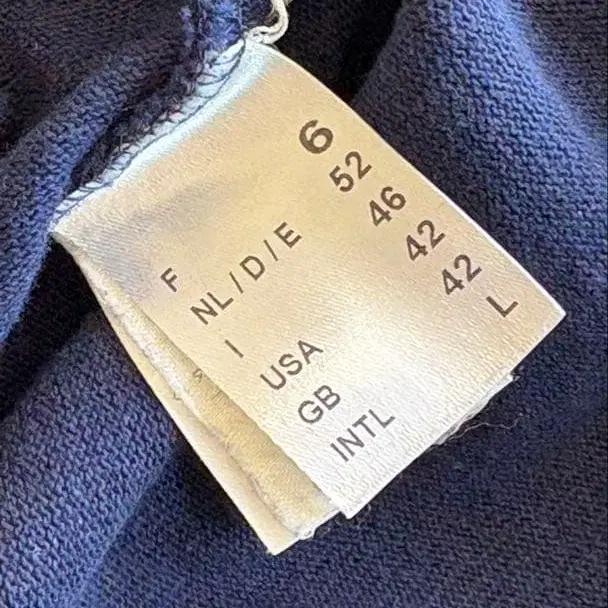 F 6
NL / D / E 52
I 46
USA 42
GB 42
INTL L